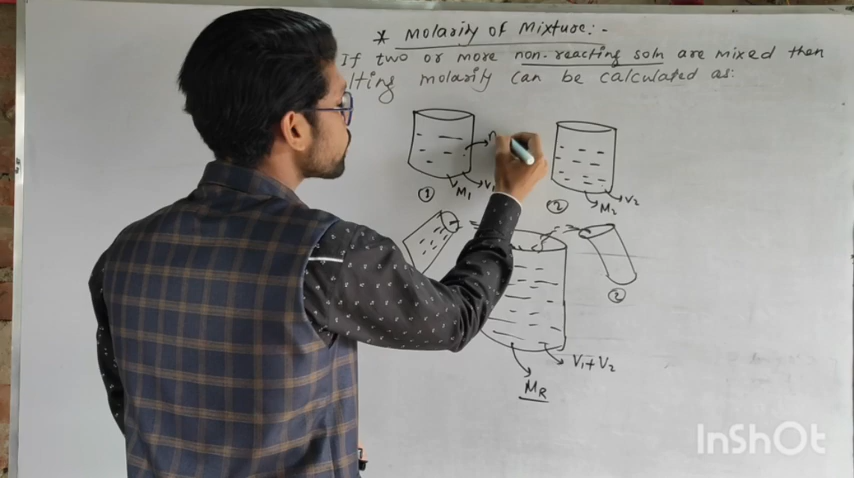 * Molarity of Mixture:-
If two or more non-reacting soln are mixed then
lting molarity can be calculated as:
n
V1
M1
①
V2
M2
②
②
V1+V2
MR
InShOt